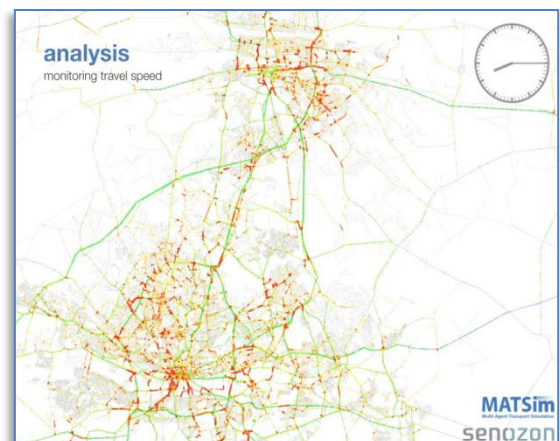 analysis
monitoring travel speed
MATSim
Multi-Agent Transport Simulation
senozon